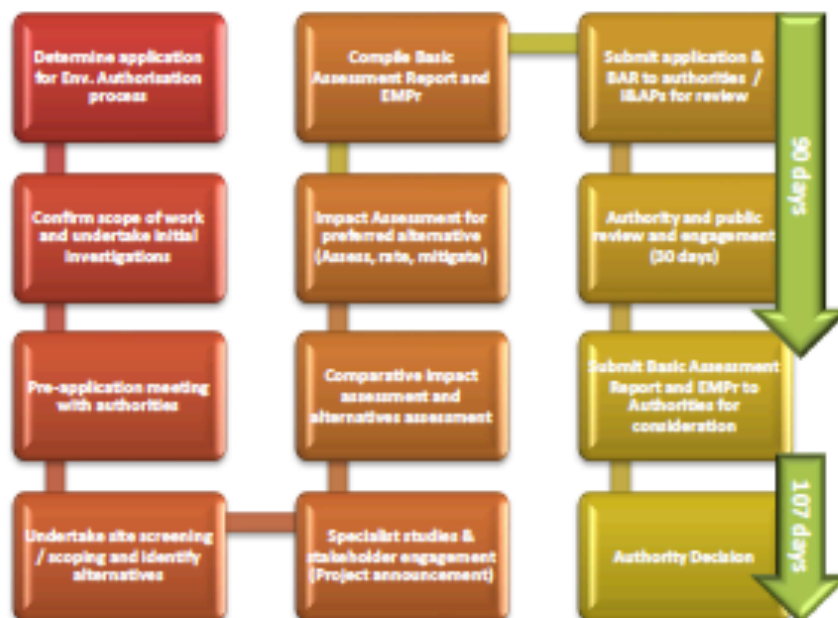 Determine application
for Env. Authorisation
process
Confirm scope of work
and undertake initial
investigations
Pre-application meeting
with authorities
Undertake site screening
/ scoping and identify
alternatives
Specialist studies &
stakeholder engagement
(Project announcement)
Comparative impact
assessment and
alternatives assessment
Impact Assessment for
preferred alternative
(Assess, rate, mitigate)
Compile Basic
Assessment Report and
EMPr
Submit application &
BAR to authorities /
I&APs for review
Authority and public
review and engagement
(30 days)
Submit Basic Assessment
Report and EMPr to
Authorities for
consideration
Authority Decision
90 days
107 days